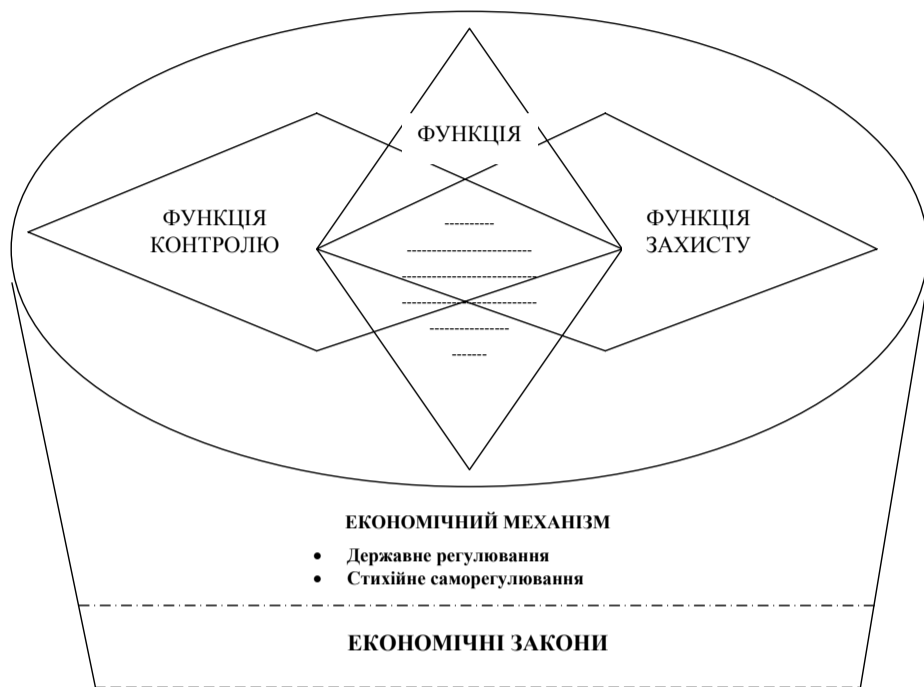 ФУНКЦІЯ
ФУНКЦІЯ
КОНТРОЛЮ
ФУНКЦІЯ
ЗАХИСТУ
ЕКОНОМІЧНИЙ МЕХАНІЗМ
• Державне регулювання
• Стихійне саморегулювання
ЕКОНОМІЧНІ ЗАКОНИ